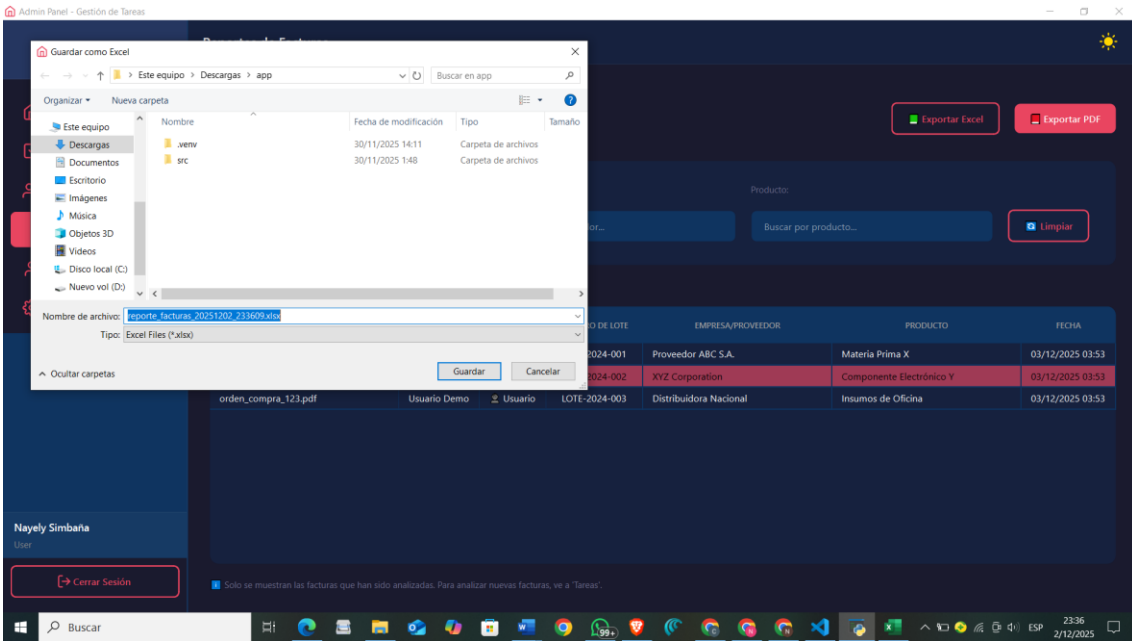 Admin Panel - Gestión de Tareas
Guardar como Excel
Este equipo > Descargas > app
Buscar en app
Organizar
Nueva carpeta
Este equipo
Descargas
Documentos
Escritorio
Imágenes
Música
Objetos 3D
Videos
Disco local (C:)
Nuevo vol (D:)
Nombre Fecha de modificación Tipo Tamaño
.venv 30/11/2025 14:11 Carpeta de archivos
src 30/11/2025 1:48 Carpeta de archivos
Nombre de archivo: reporte_facturas_20251202_233609.xlsx
Tipo: Excel Files (*.xlsx)
Ocultar carpetas
Guardar
Cancelar
Exportar Excel
Exportar PDF
Producto:
Buscar por producto...
Limpiar
DE LOTE EMPRESA/PROVEEDOR PRODUCTO FECHA
2024-001 Proveedor ABC S.A. Materia Prima X 03/12/2025 03:53
2024-002 XYZ Corporation Componente Electrónico Y 03/12/2025 03:53
orden_compra_123.pdf Usuario Demo Usuario LOTE-2024-003 Distribuidora Nacional Insumos de Oficina 03/12/2025 03:53
Nayely Simbaña
User
Cerrar Sesión
Solo se muestran las facturas que han sido analizadas. Para analizar nuevas facturas, ve a 'Tareas'.
Buscar
99+
ESP
23:36
2/12/2025